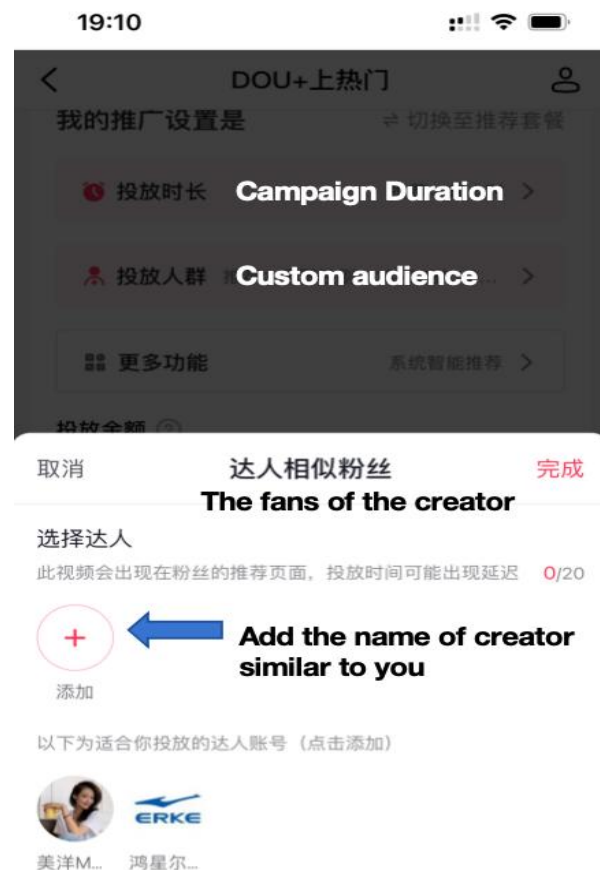 19:10
DOU+上热门
我的推广设置是 切换至推荐套餐
投放时长 Campaign Duration
投放人群 Custom audience
更多功能 系统智能推荐
投放金额
取消 达人相似粉丝 完成
The fans of the creator
选择达人
此视频会出现在粉丝的推荐页面，投放时间可能出现延迟 0/20
+ Add the name of creator
similar to you
添加
以下为适合你投放的达人账号（点击添加）
ERKE
美洋M... 鸿星尔...